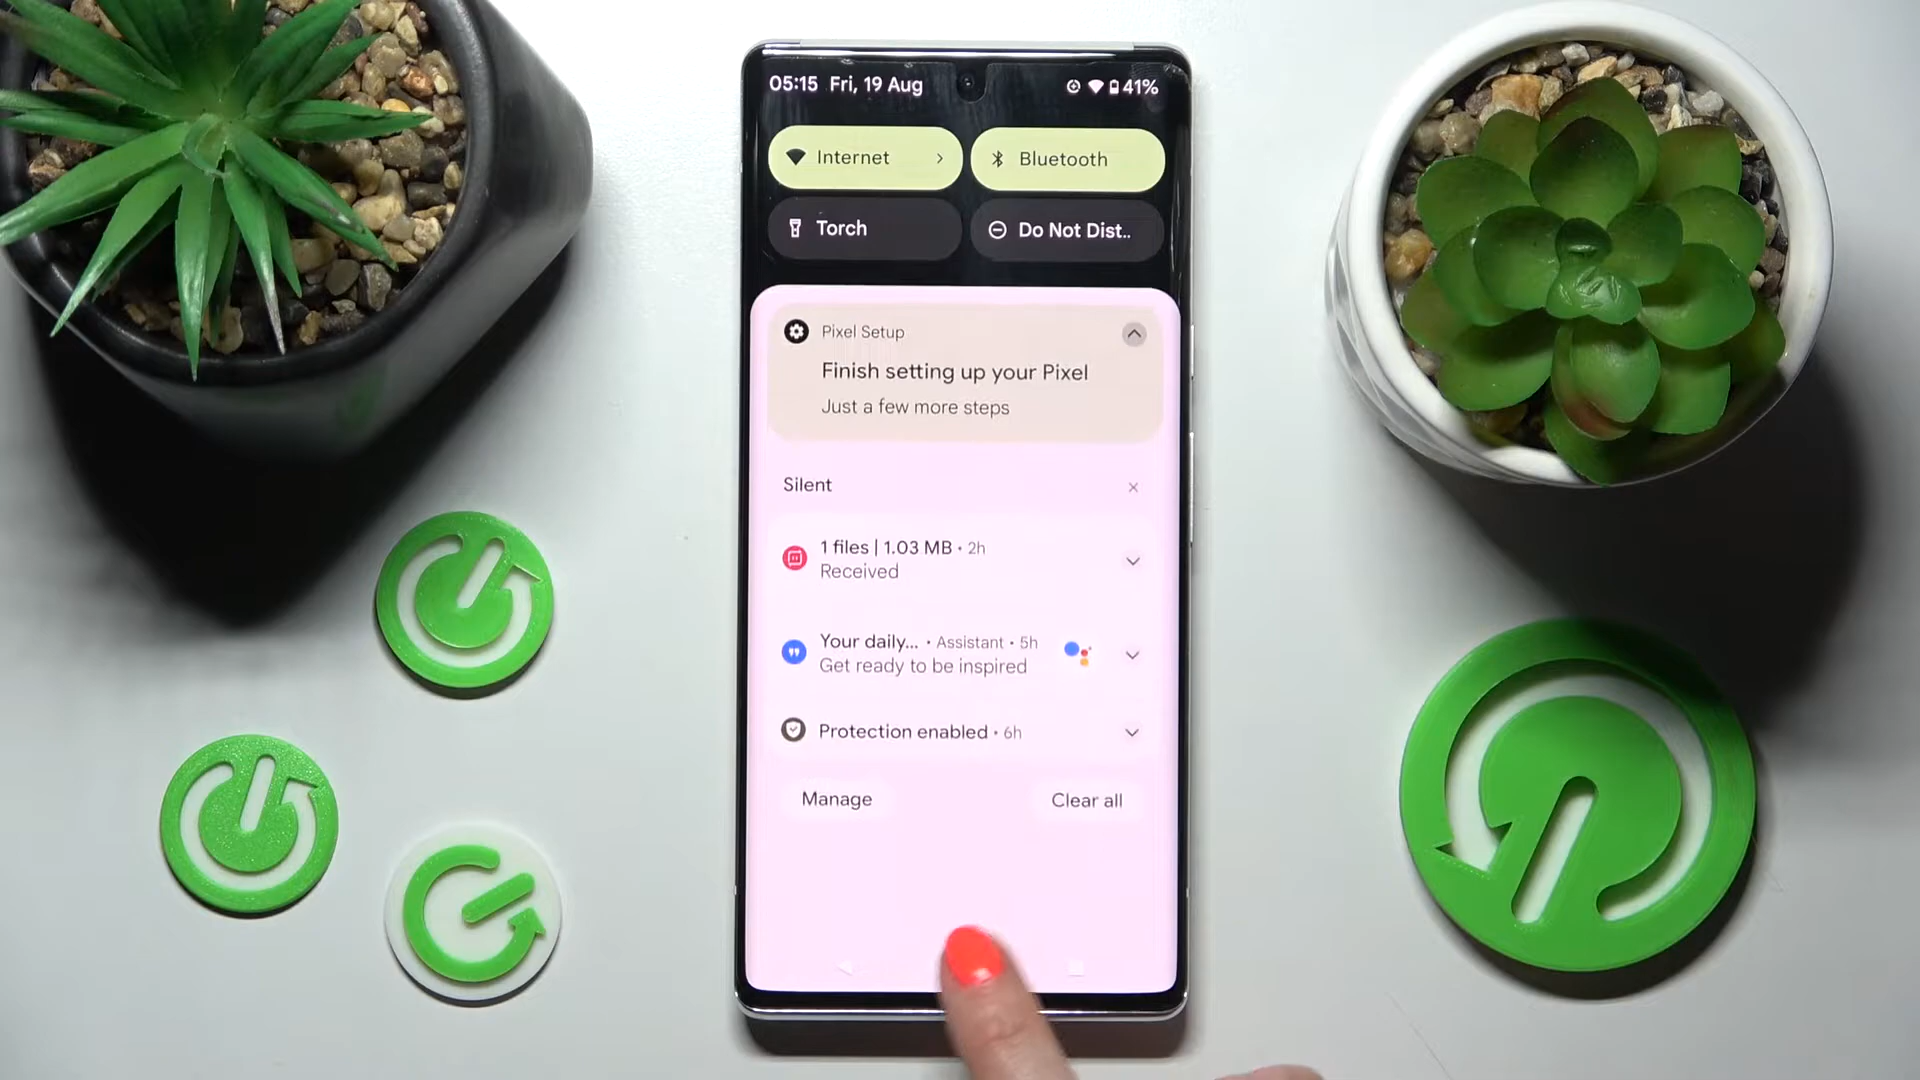 05:15 Fri, 19 Aug 41%
Internet
Bluetooth
Torch
Do Not Dist..
Pixel Setup
Finish setting up your Pixel
Just a few more steps
Silent
1 files | 1.03 MB • 2h
Received
Your daily... • Assistant • 5h
Get ready to be inspired
Protection enabled • 6h
Manage
Clear all